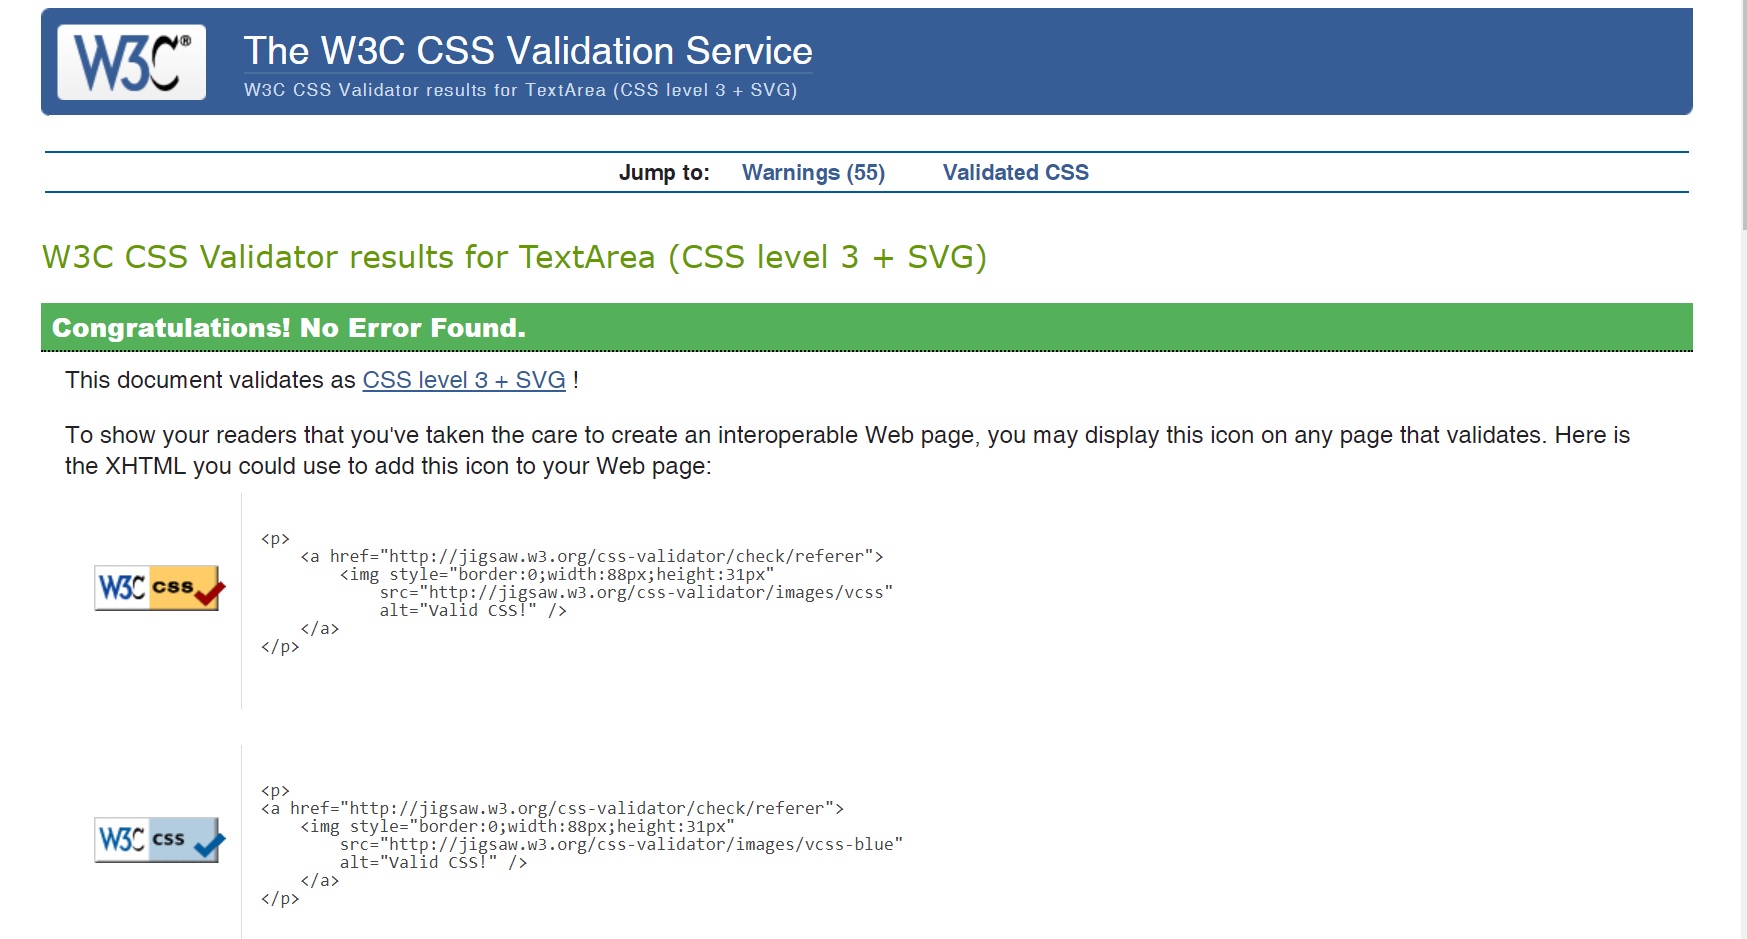 W3C®
The W3C CSS Validation Service
W3C CSS Validator results for TextArea (CSS level 3 + SVG)
Jump to: Warnings (55) Validated CSS
W3C CSS Validator results for TextArea (CSS level 3 + SVG)
Congratulations! No Error Found.
This document validates as CSS level 3 + SVG !
To show your readers that you've taken the care to create an interoperable Web page, you may display this icon on any page that validates. Here is
the XHTML you could use to add this icon to your Web page:
W3C css
<p>
<a href="http://jigsaw.w3.org/css-validator/check/referer">
<img style="border:0;width:88px;height:31px"
src="http://jigsaw.w3.org/css-validator/images/vcss"
alt="Valid CSS!" />
</a>
</p>
W3C css
<p>
<a href="http://jigsaw.w3.org/css-validator/check/referer">
<img style="border:0;width:88px;height:31px"
src="http://jigsaw.w3.org/css-validator/images/vcss-blue"
alt="Valid CSS!" />
</a>
</p>